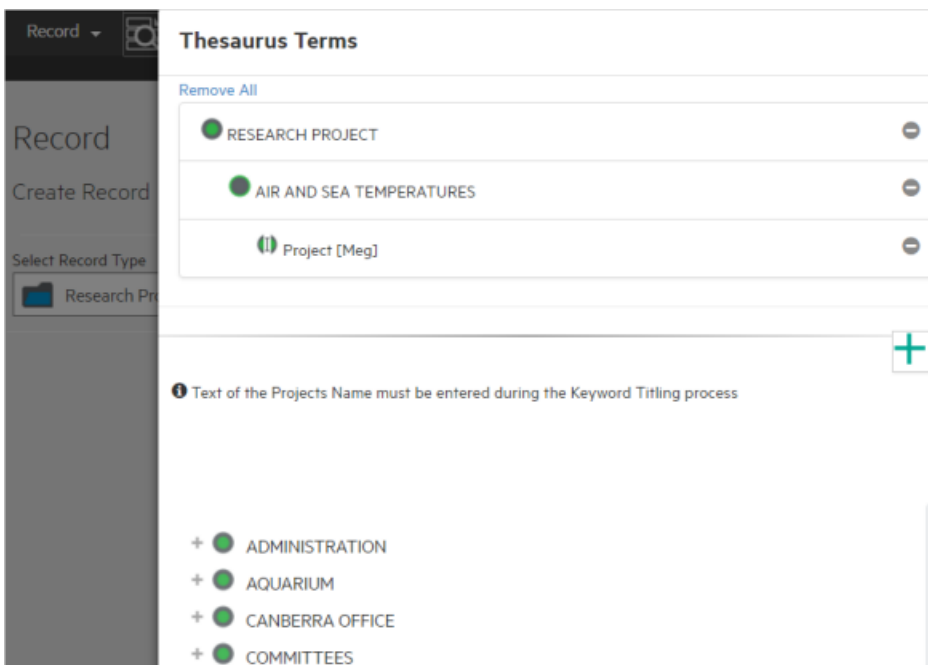 Record
Thesaurus Terms
Remove All
RESEARCH PROJECT
Record
AIR AND SEA TEMPERATURES
Create Record
Project [Meg]
Select Record Type
Research Pro
Text of the Projects Name must be entered during the Keyword Titling process
ADMINISTRATION
AQUARIUM
CANBERRA OFFICE
COMMITTEES